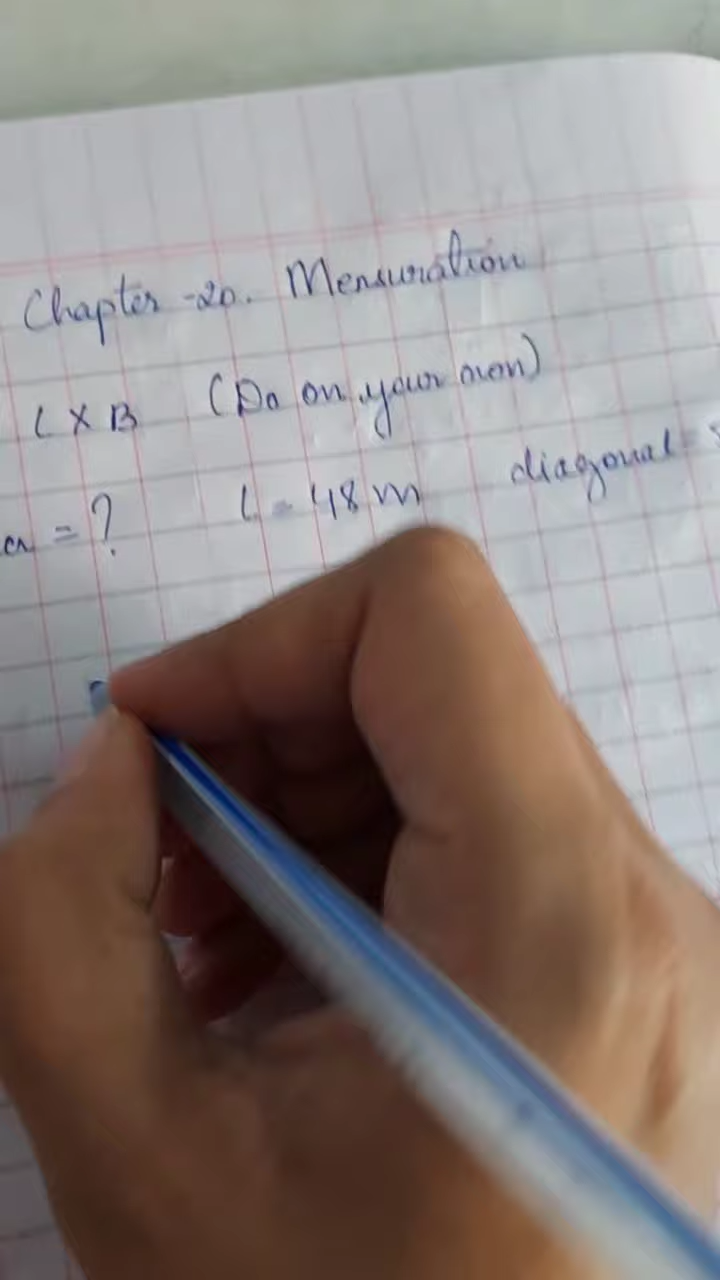 Chapter -20. Mensuration
L X B (Do on your own)
= ? L = 48 m diagonal =